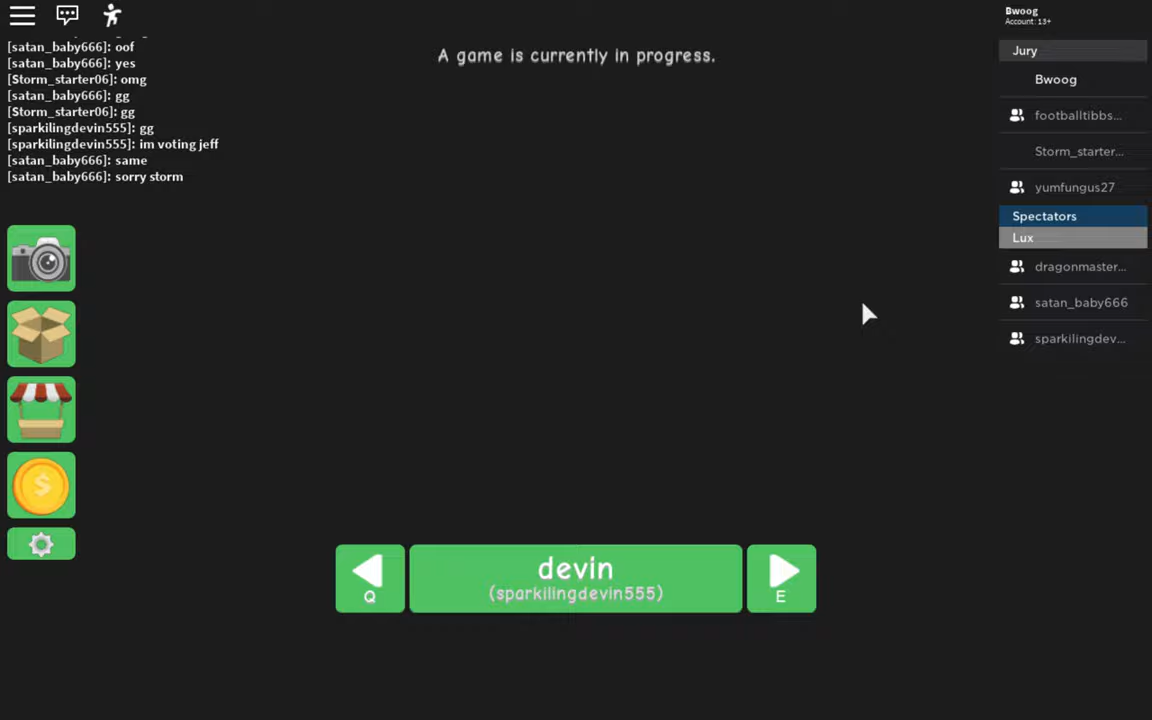 [satan_baby666]: oof
[satan_baby666]: yes
[Storm_starter06]: omg
[satan_baby666]: gg
[Storm_starter06]: gg
[sparkilingdevin555]: gg
[sparkilingdevin555]: im voting jeff
[satan_baby666]: same
[satan_baby666]: sorry storm
A game is currently in progress.
Bwoog
Account: 13+
Jury
Bwoog
footballtibbs...
Storm_starter...
yumfungus27
Spectators
Lux
dragonmaster...
satan_baby666
sparkilingdev...
devin
(sparkilingdevin555)
Q
E